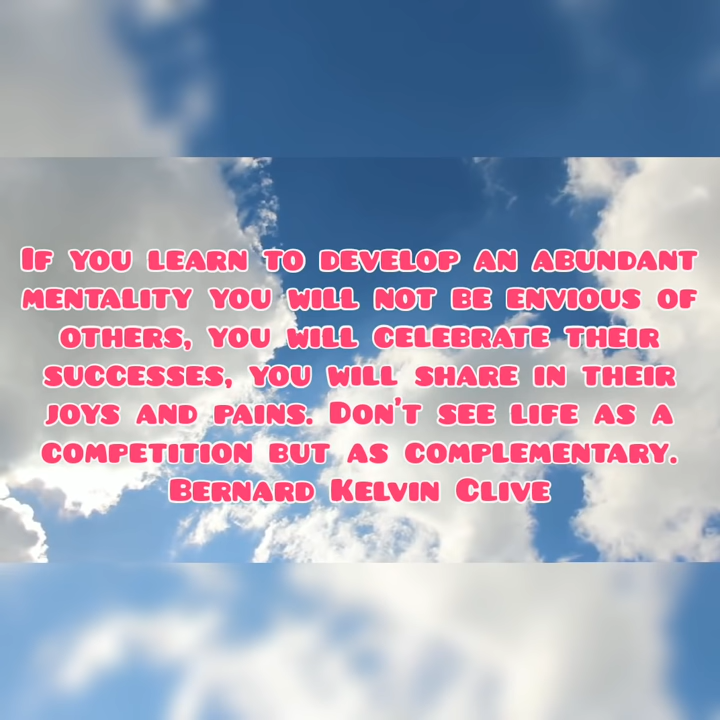 If you learn to develop an abundant
mentality you will not be envious of
others, you will celebrate their
successes, you will share in their
joys and pains. Don't see life as a
competition but as complementary.
Bernard Kelvin Clive